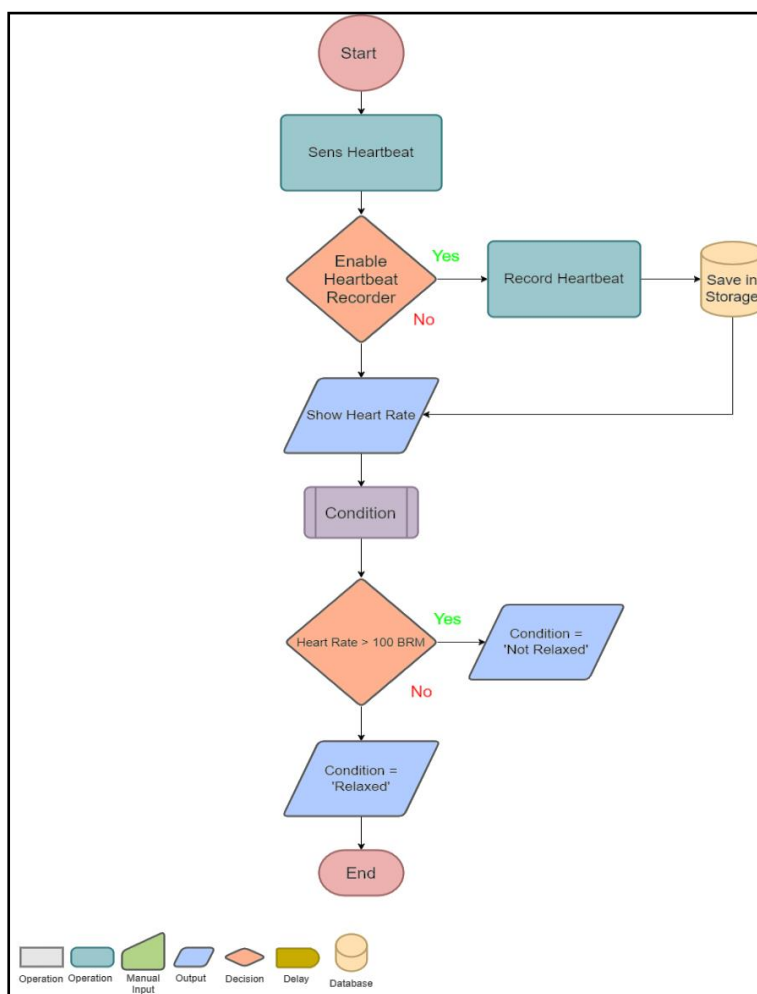 Start
Sens Heartbeat
Enable
Heartbeat
Recorder
Yes
No
Record Heartbeat
Save in
Storage
Show Heart Rate
Condition
Heart Rate > 100 BRM
Yes
No
Condition =
'Not Relaxed'
Condition =
'Relaxed'
End
Operation
Operation
Manual
Input
Output
Decision
Delay
Database